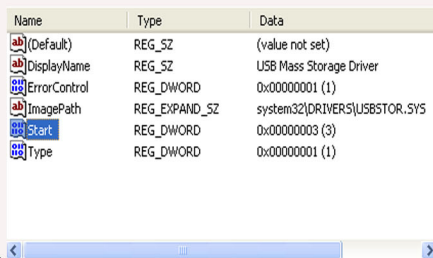 Name Type Data
(Default) REG_SZ (value not set)
DisplayName REG_SZ USB Mass Storage Driver
ErrorControl REG_DWORD 0x00000001 (1)
ImagePath REG_EXPAND_SZ system32\DRIVERS\USBSTOR.SYS
Start REG_DWORD 0x00000003 (3)
Type REG_DWORD 0x00000001 (1)